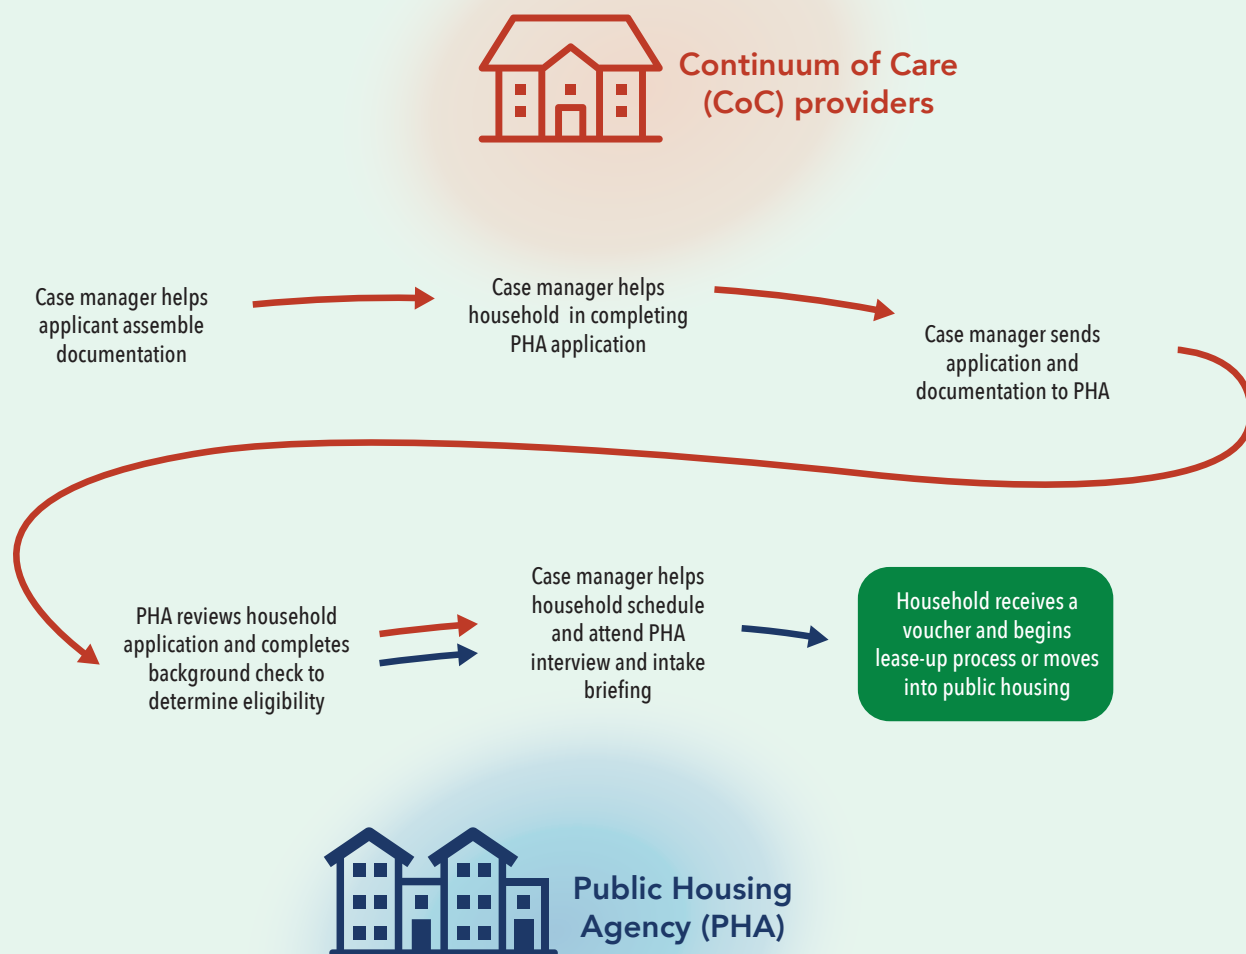 Continuum of Care
(CoC) providers
Case manager helps
applicant assemble
documentation
Case manager helps
household in completing
PHA application
Case manager sends
application and
documentation to PHA
PHA reviews household
application and completes
background check to
determine eligibility
Case manager helps
household schedule
and attend PHA
interview and intake
briefing
Household receives a
voucher and begins
lease-up process or moves
into public housing
Public Housing
Agency (PHA)